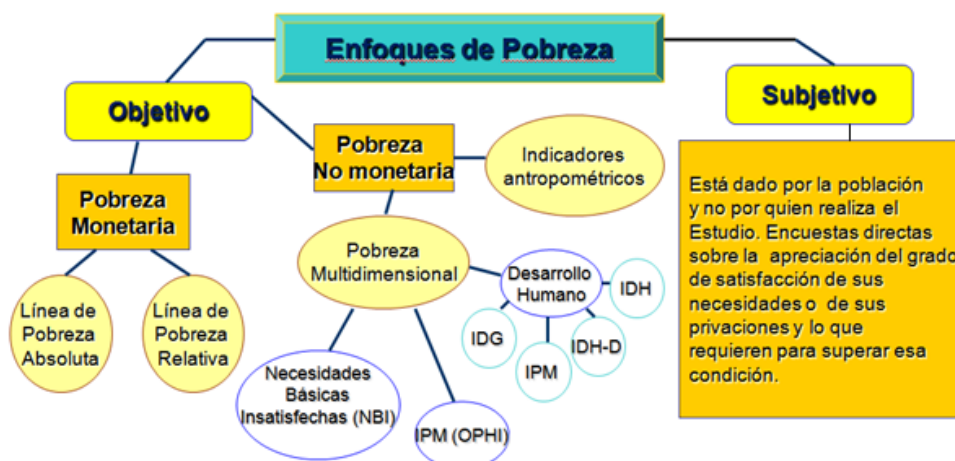 Enfoques de Pobreza
Objetivo
Subjetivo
Pobreza
No monetaria
Indicadores
antropométricos
Pobreza
Monetaria
Línea de
Pobreza
Absoluta
Línea de
Pobreza
Relativa
Pobreza
Multidimensional
Desarrollo
Humano
IDH
IDG
IPM
IDH-D
Necesidades
Básicas
Insatisfechas (NBI)
IPM (OPHI)
Está dado por la población
y no por quien realiza el
Estudio. Encuestas directas
sobre la apreciación del grado
de satisfacción de sus
necesidades o de sus
privaciones y lo que
requieren para superar esa
condición.